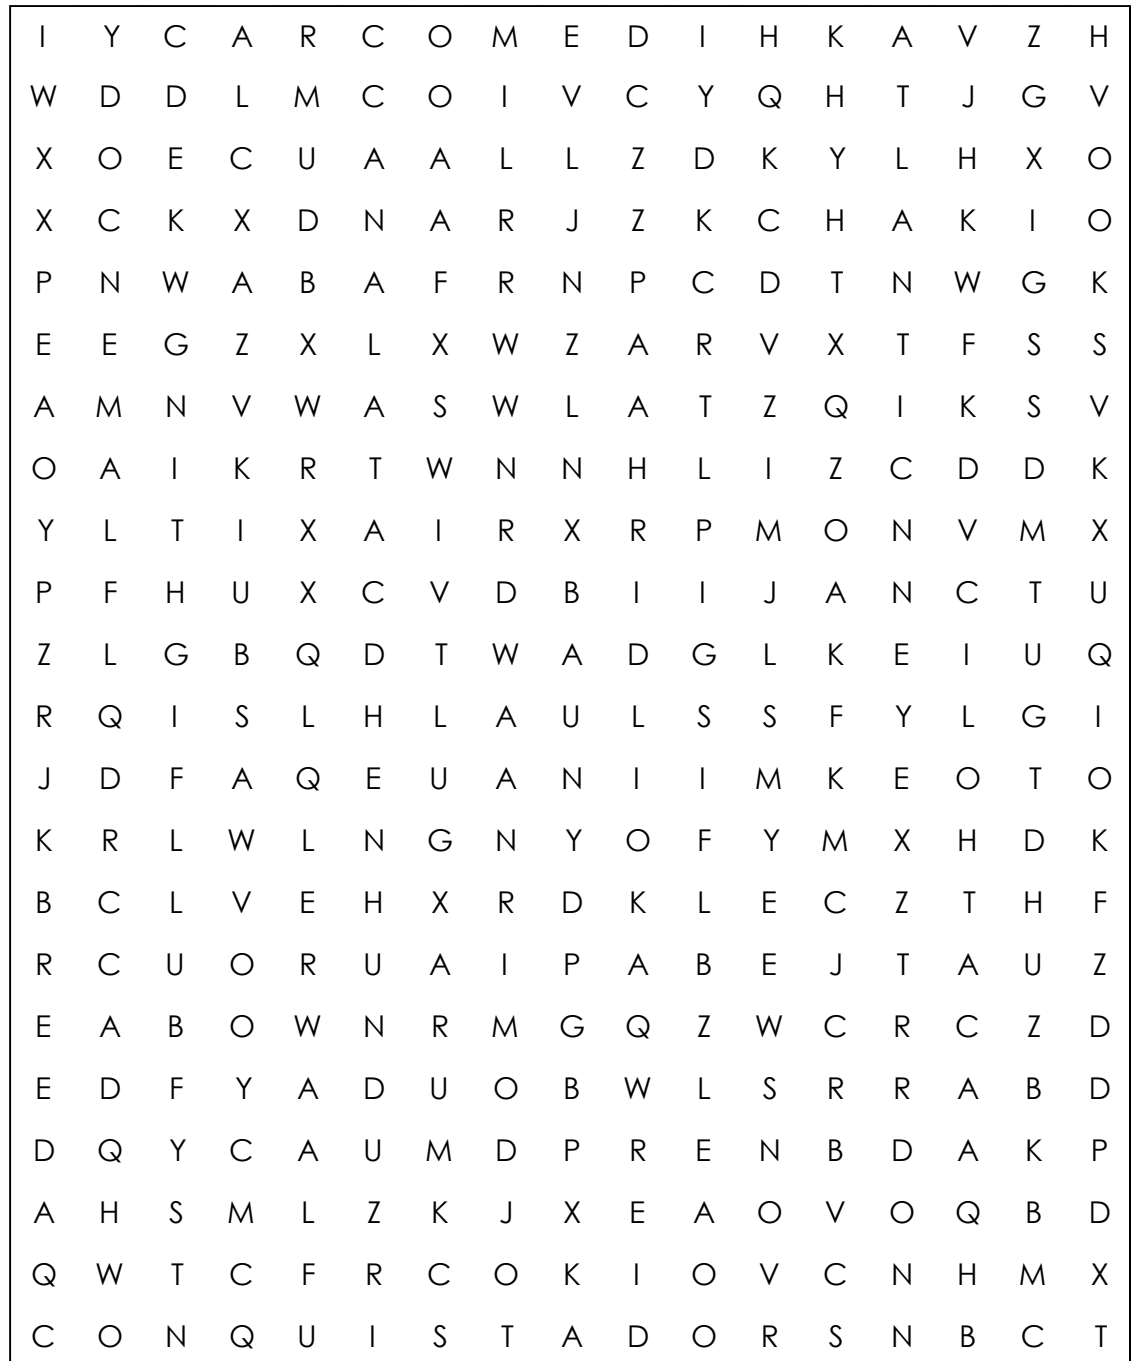 I Y C A R C O M E D I H K A V Z H
W D D L M C O I V C Y Q H T J G V
X O E C U A A L L Z D K Y L H X O
X C K X D N A R J Z K C H A K I O
P N W A B A F R N P C D T N W G K
E E G Z X L X W Z A R V X T F S S
A M N V W A S W L A T Z Q I K S V
O A I K R T W N N H L I Z C D D K
Y L T I X A I R X R P M O N V M X
P F H U X C V D B I I J A N C T U
Z L G B Q D T W A D G L K E I U Q
R Q I S L H L A U L S S F Y L G I
J D F A Q E U A N I I M K E O T O
K R L W L N G N Y O F Y M X H D K
B C L V E H X R D K L E C Z T H F
R C U O R U A I P A B E J T A U Z
E A B O W N R M G Q Z W C R C Z D
E D F Y A D U O B W L S R R A B D
D Q Y C A U M D P R E N B D A K P
A H S M L Z K J X E A O V O Q B D
Q W T C F R C O K I O V C N H M X
C O N Q U I S T A D O R S N B C T